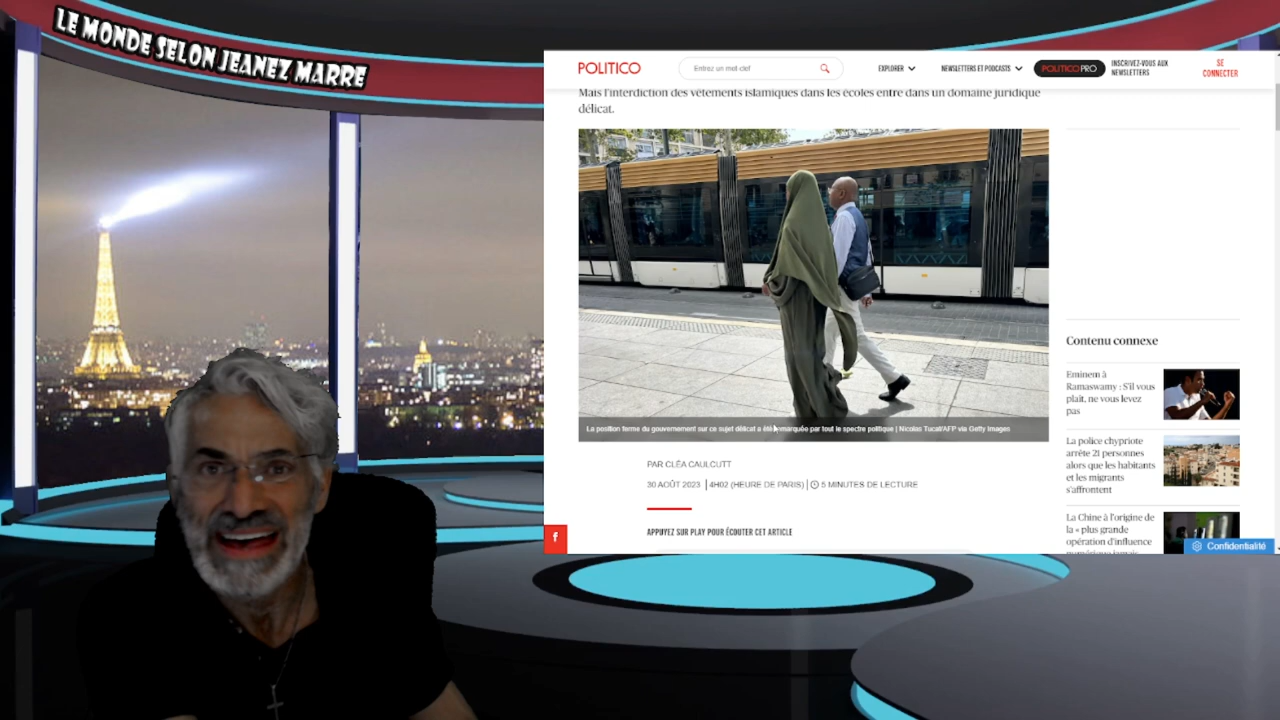 LE MONDE SELON JEANEZ MARRE
POLITICO
Entrez un mot-clef
EXPLORER
NEWSLETTERS ET PODCASTS
POLITICO PRO
INSCRIVEZ-VOUS AUX
NEWSLETTERS
SE
CONNECTER
Mais l'interdiction des vêtements islamiques dans les écoles entre dans un domaine juridique
délicat.
La position ferme du gouvernement sur ce sujet délicat a été remarquée par tout le spectre politique | Nicolas Tucat/AFP via Getty Images
PAR CLÉA CAULCUTT
30 AOÛT 2023 | 4H02 (HEURE DE PARIS) | 5 MINUTES DE LECTURE
APPUYEZ SUR PLAY POUR ÉCOUTER CET ARTICLE
Contenu connexe
Eminem à
Ramaswamy : S'il vous
plaît, ne vous levez
pas
La police chypriote
arrête 21 personnes
alors que les habitants
et les migrants
s'affrontent
La Chine à l'origine de
la « plus grande
opération d'influence
numérique jamais
f
Confidentialité